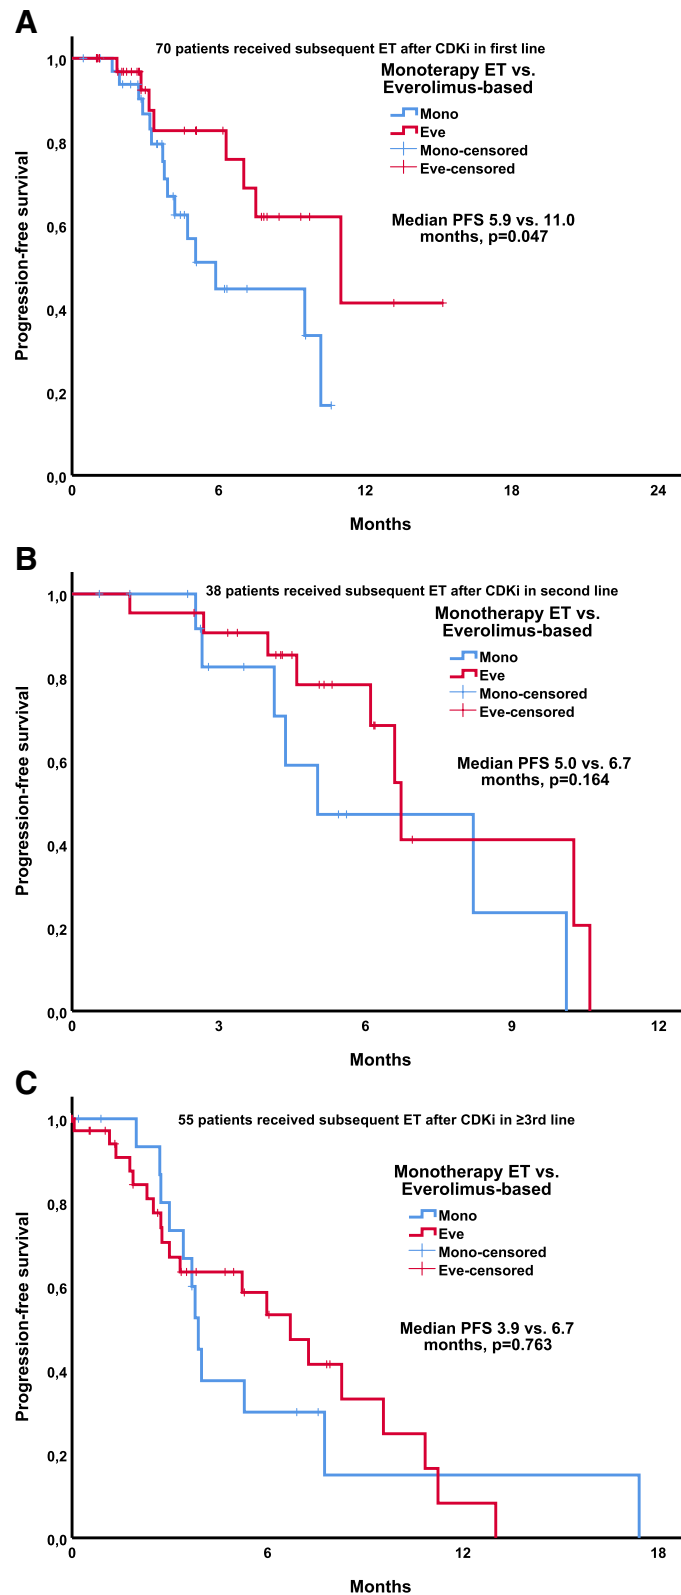 A
70 patients received subsequent ET after CDKi in first line
Monotherapy ET vs.
Everolimus-based
Mono
Eve
Mono-censored
Eve-censored
Median PFS 5.9 vs. 11.0
months, p=0.047
Progression-free survival
1,0
0,8
0,6
0,4
0,2
0,0
0 6 12 18 24
Months
B
38 patients received subsequent ET after CDKi in second line
Monotherapy ET vs.
Everolimus-based
Mono
Eve
Mono-censored
Eve-censored
Median PFS 5.0 vs. 6.7
months, p=0.164
Progression-free survival
1,0
0,8
0,6
0,4
0,2
0,0
0 3 6 9 12
Months
C
55 patients received subsequent ET after CDKi in ≥3rd line
Monotherapy ET vs.
Everolimus-based
Mono
Eve
Mono-censored
Eve-censored
Median PFS 3.9 vs. 6.7
months, p=0.763
Progression-free survival
1,0
0,8
0,6
0,4
0,2
0,0
0 6 12 18
Months